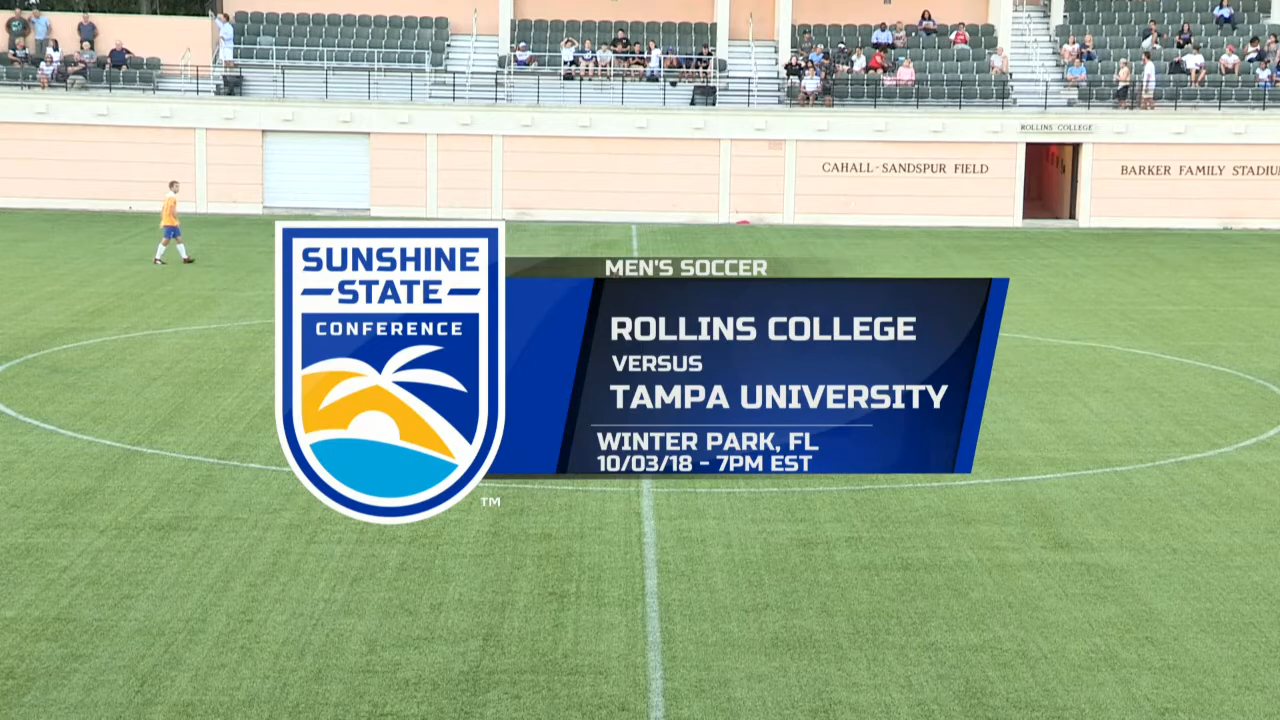 ROLLINS COLLEGE
CAHALL-SANDSPUR FIELD
BARKER FAMILY STADIU
SUNSHINE
STATE
CONFERENCE
TM
MEN'S SOCCER
ROLLINS COLLEGE
VERSUS
TAMPA UNIVERSITY
WINTER PARK, FL
10/03/18 - 7PM EST